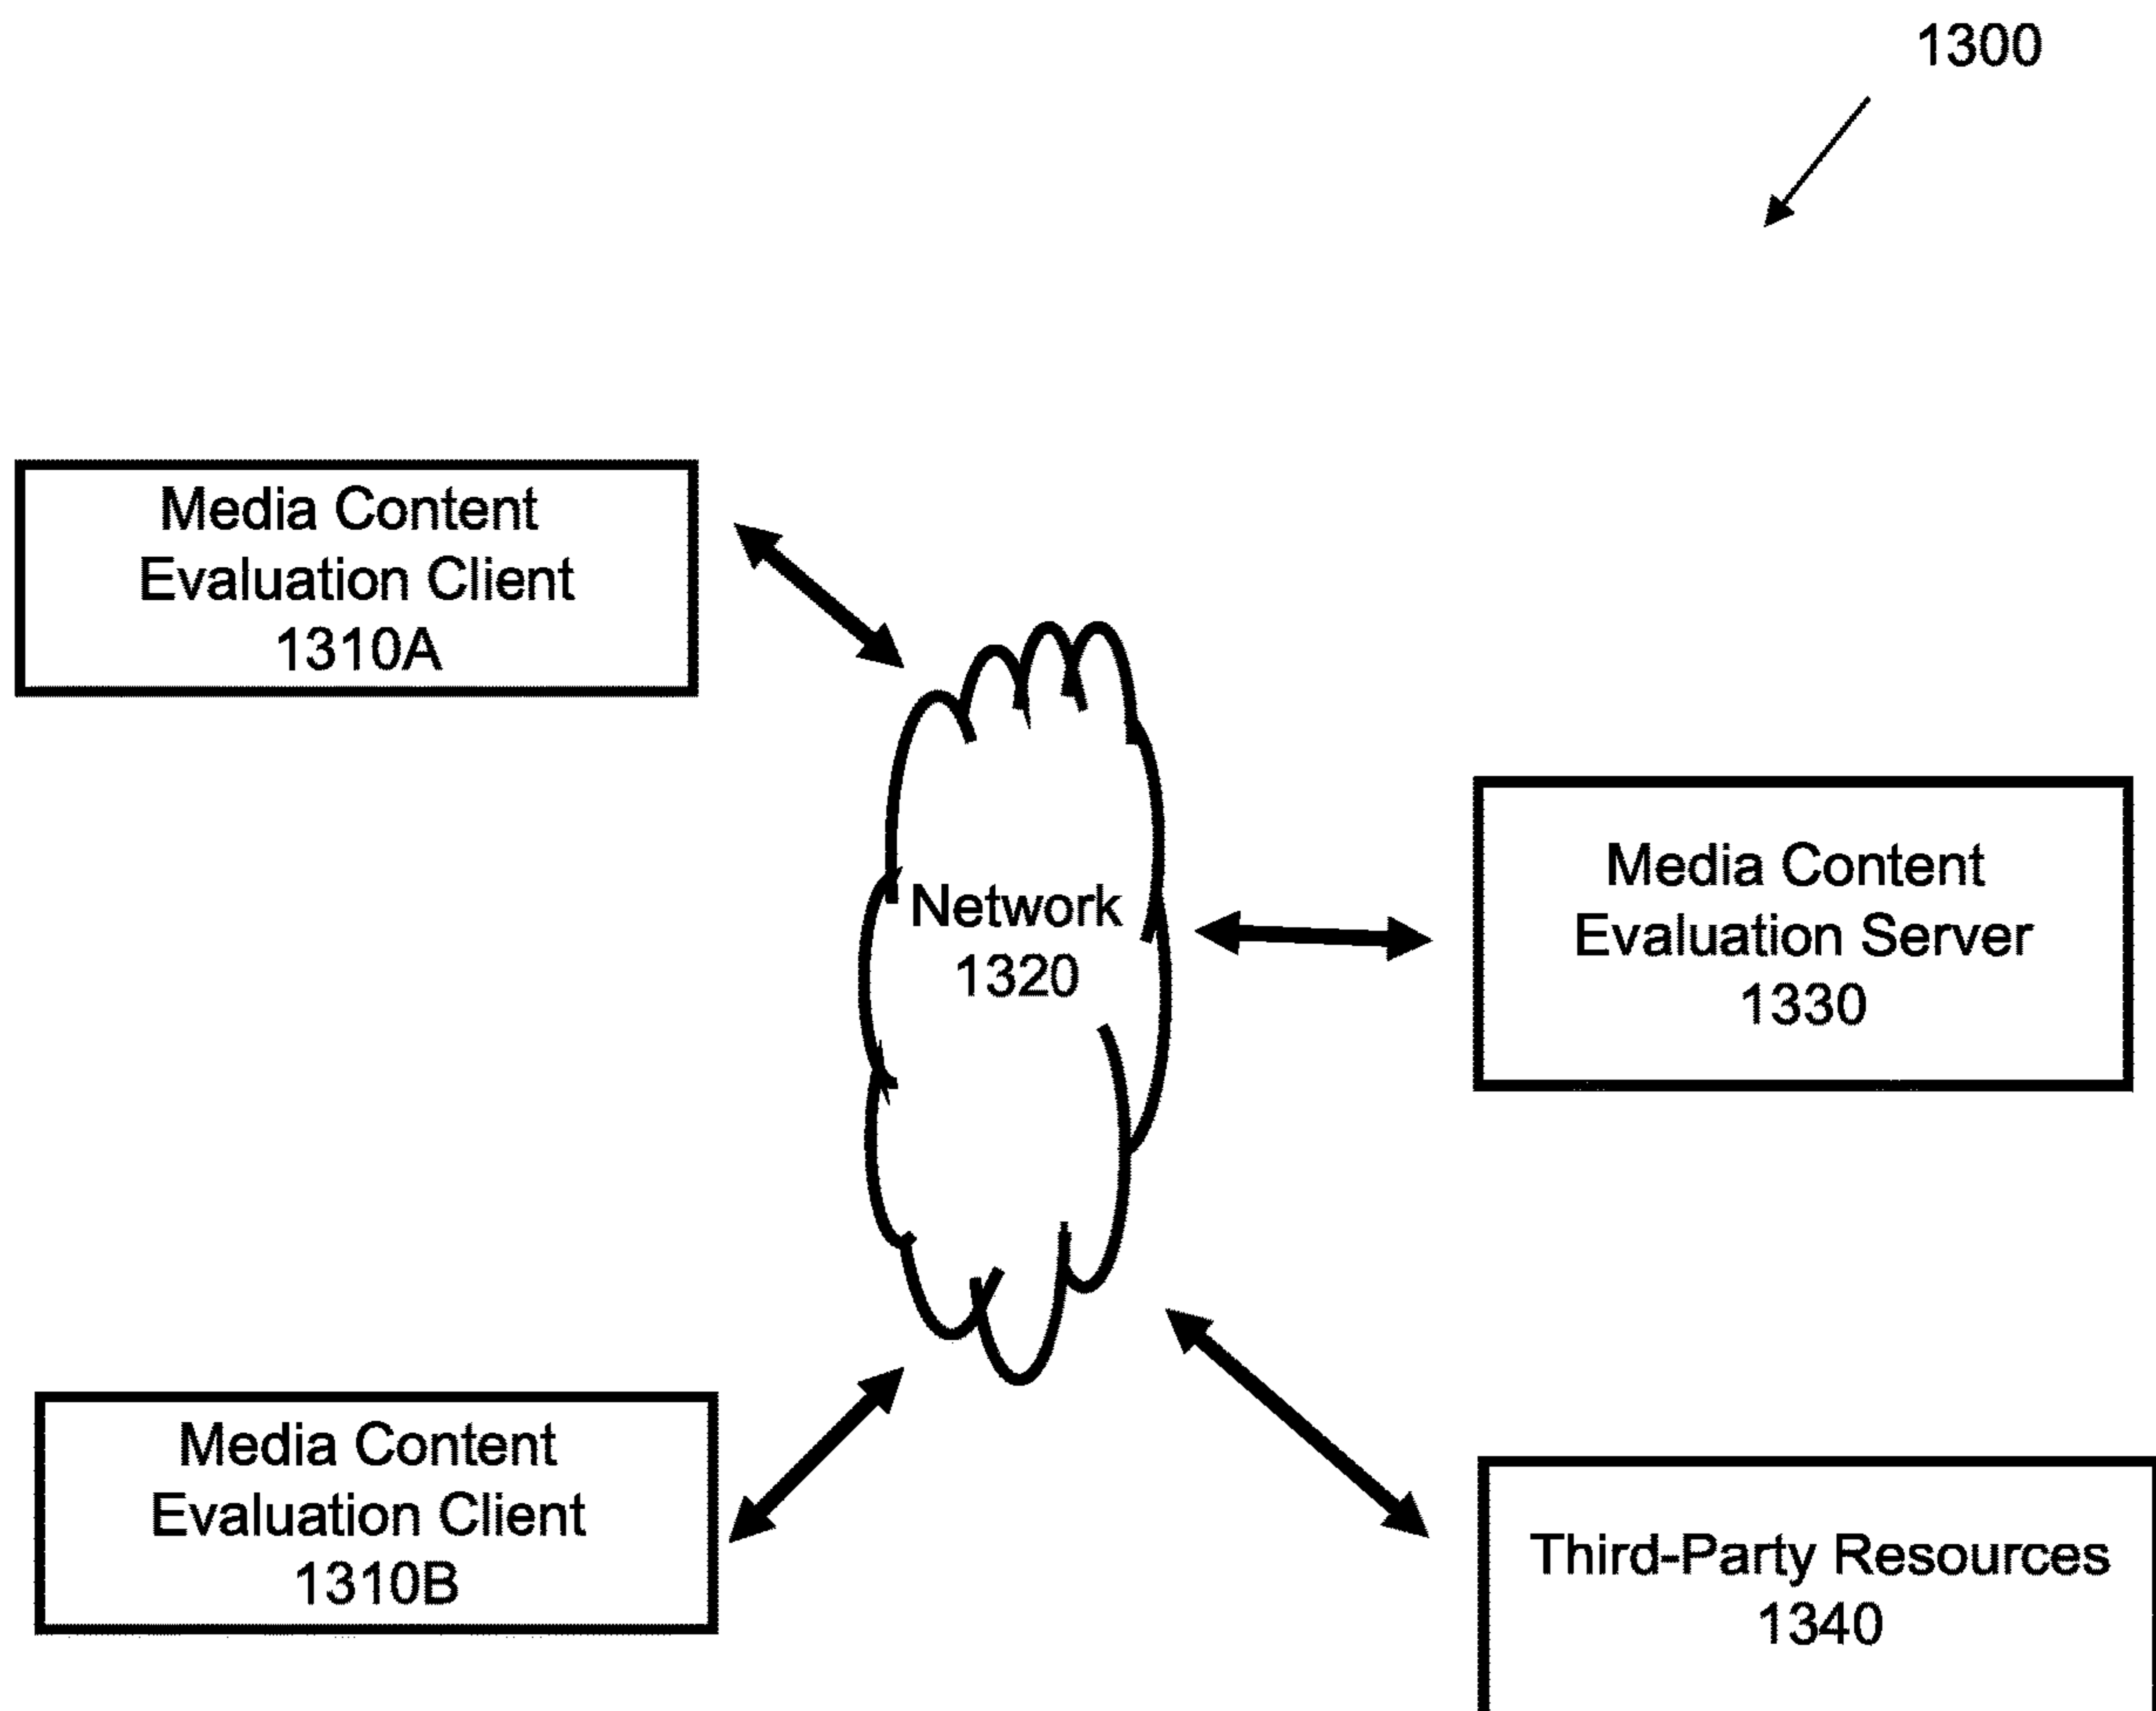 1300
Media Content
Evaluation Client
1310A
Network
1320
Media Content
Evaluation Server
1330
Media Content
Evaluation Client
1310B
Third-Party Resources
1340